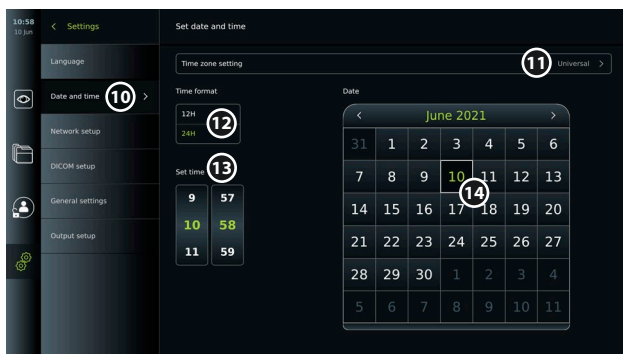 10:58
10 Jun
Settings
Set date and time
Language
Time zone setting
11
Universal
Date and time
10
Time format
Date
12H
24H
12
June 2021
Network setup
31 1 2 3 4 5 6
DICOM setup
Set time
13
7 8 9 10 11 12 13
14
General settings
9 57
14 15 16 17 18 19 20
10 58
Output setup
11 59
21 22 23 24 25 26 27
28 29 30 1 2 3 4
5 6 7 8 9 10 11